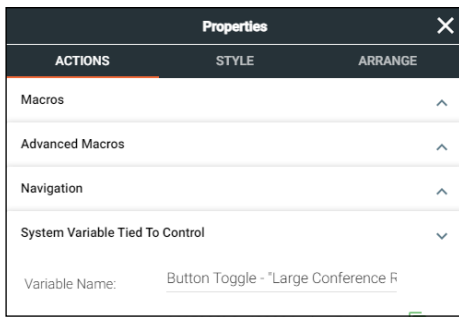 Properties
ACTIONS STYLE ARRANGE
Macros
Advanced Macros
Navigation
System Variable Tied To Control
Variable Name: Button Toggle - "Large Conference R